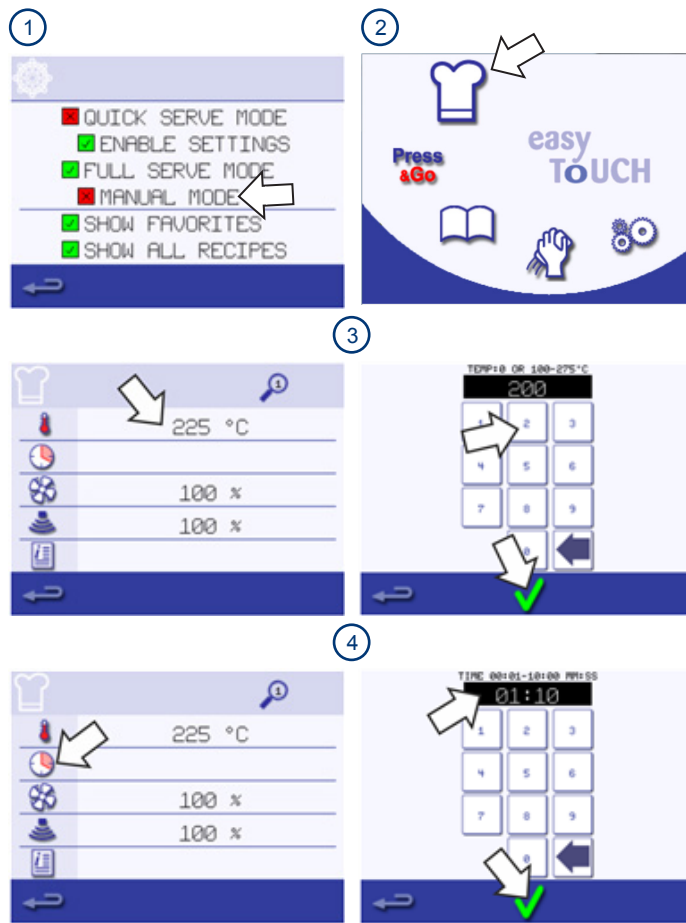 1
2
QUICK SERVE MODE
ENABLE SETTINGS
FULL SERVE MODE
MANUAL MODE
SHOW FAVORITES
SHOW ALL RECIPES
Press
&Go
easy
ToUCH
3
1
225 °C
100 %
100 %
i
TEMP:0 OR 100-275°C
200
1 2 3
4 5 6
7 8 9
0
4
1
225 °C
100 %
100 %
i
TIME 00:01-10:00 MM:SS
01:10
1 2 3
4 5 6
7 8 9
0